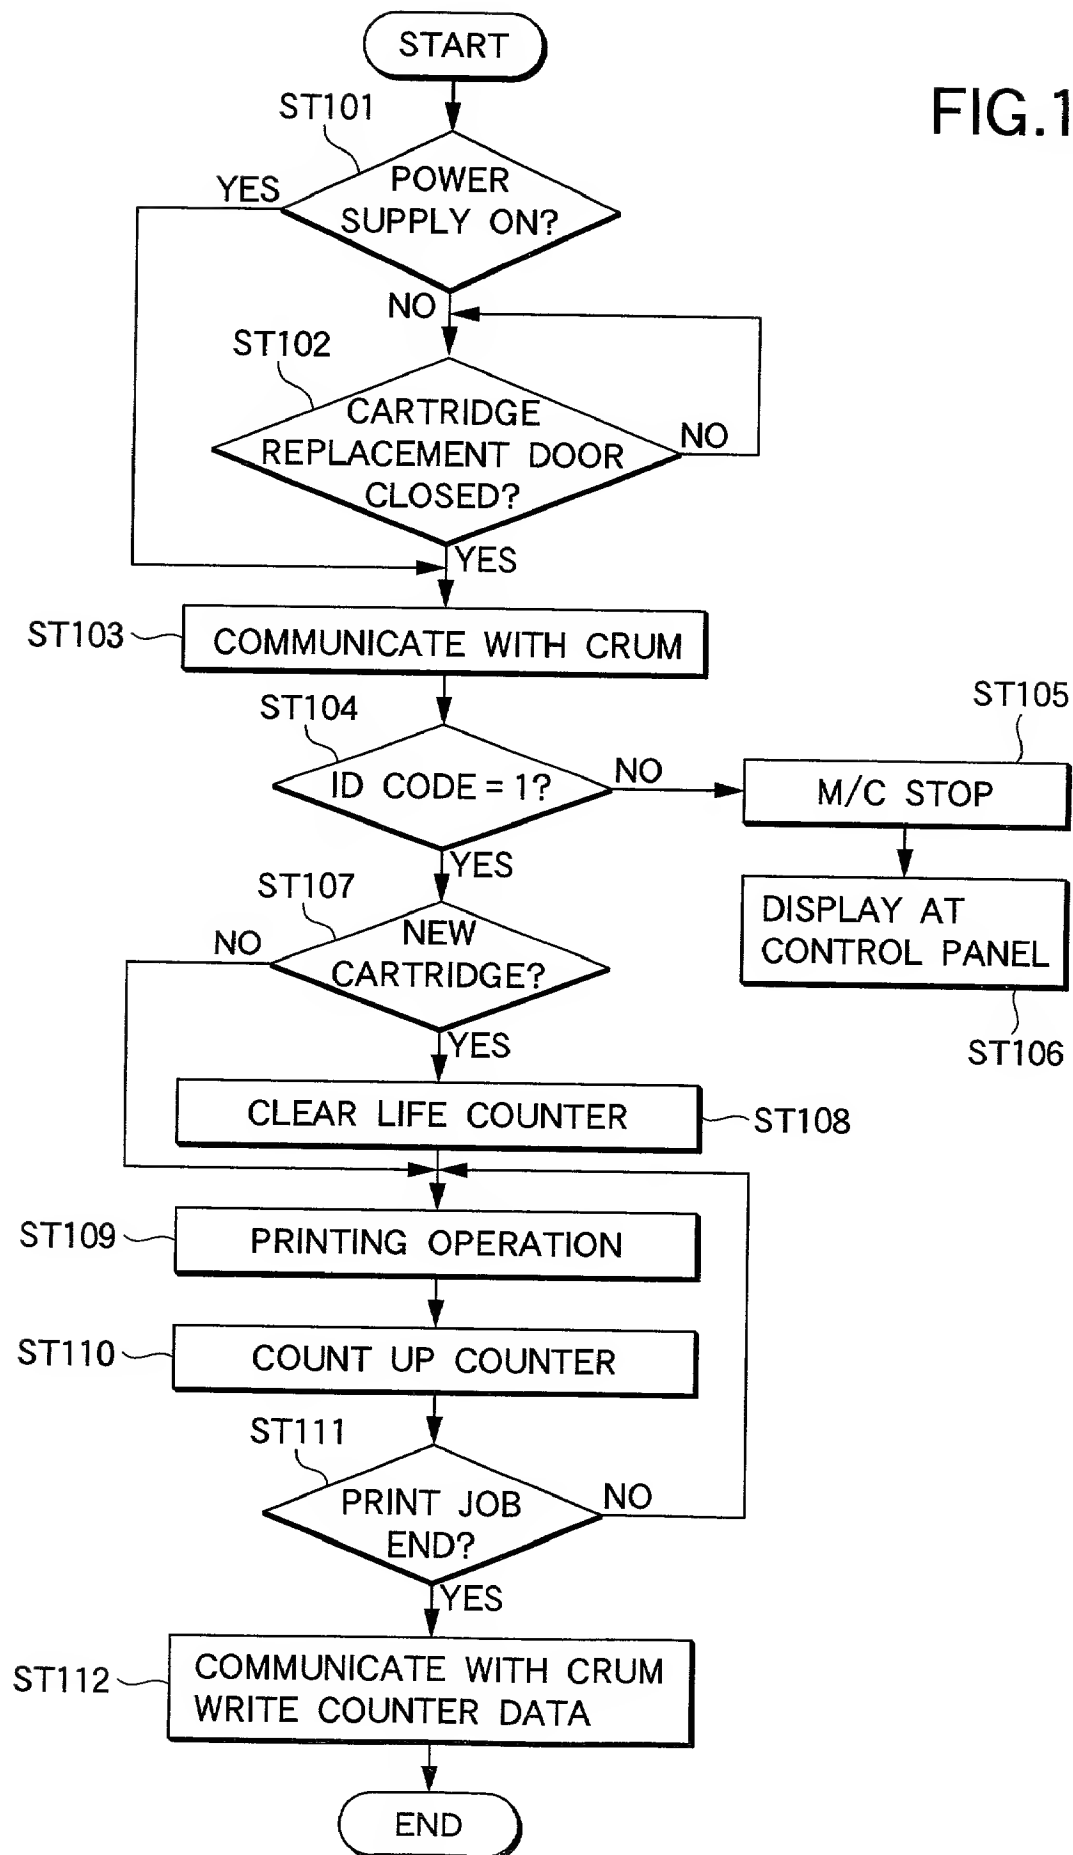 START
FIG.1
ST101
POWER
SUPPLY ON?
YES
NO
ST102
CARTRIDGE
REPLACEMENT DOOR
CLOSED?
NO
YES
ST103
COMMUNICATE WITH CRUM
ST104
ID CODE = 1?
NO
ST105
M/C STOP
YES
DISPLAY AT
CONTROL PANEL
ST106
ST107
NEW
CARTRIDGE?
NO
YES
CLEAR LIFE COUNTER
ST108
ST109
PRINTING OPERATION
ST110
COUNT UP COUNTER
ST111
PRINT JOB
END?
NO
YES
ST112
COMMUNICATE WITH CRUM
WRITE COUNTER DATA
END